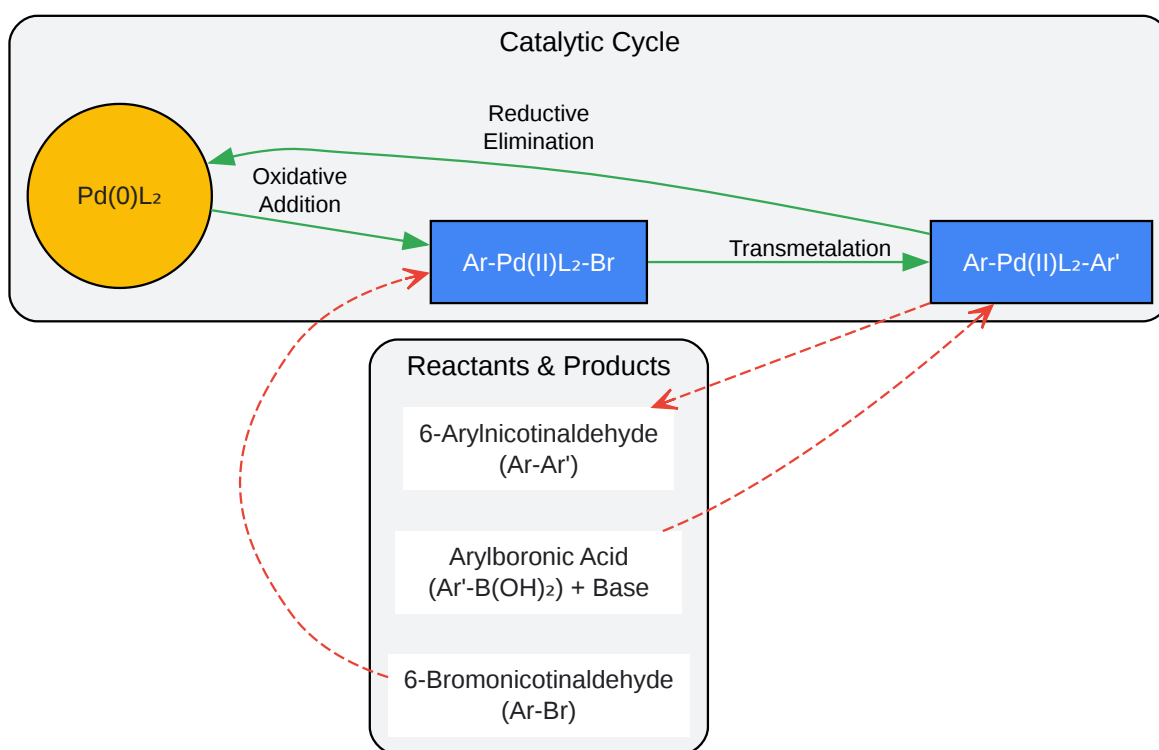 Catalytic Cycle
Reductive
Elimination
Pd(0)L₂
Oxidative
Addition
Ar-Pd(II)L₂-Br
Transmetalation
Ar-Pd(II)L₂-Ar'
Reactants & Products
6-Arylnicotinaldehyde
(Ar-Ar')
Arylboronic Acid
(Ar'-B(OH)₂) + Base
6-Bromonicotinaldehyde
(Ar-Br)